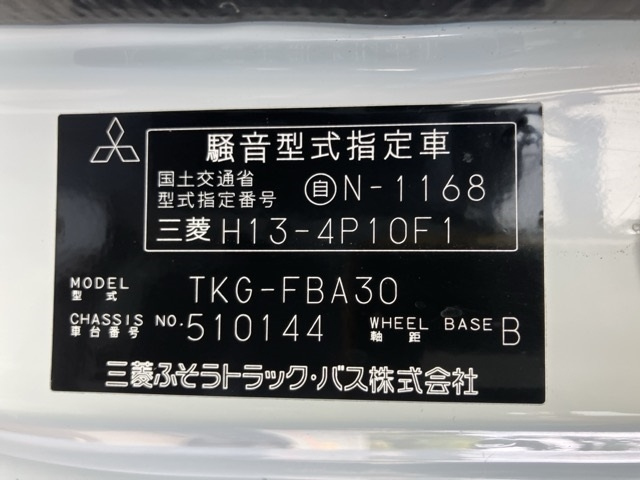 騒音型式指定車
国土交通省
型式指定番号 自N-1168
三菱 H13-4P10F1
MODEL TKG-FBA30
型式
CHASSIS NO. 510144 WHEEL BASE B
車台番号 軸距
三菱ふそうトラック・バス株式会社